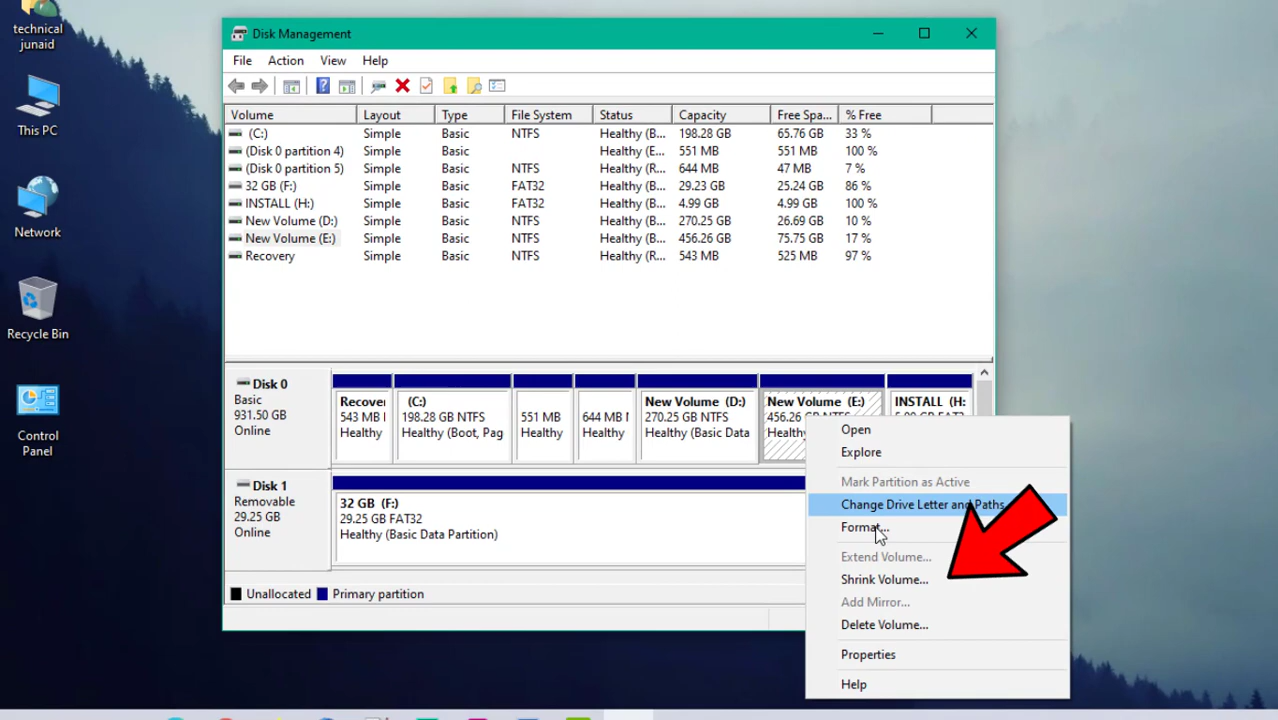 technical
junaid
This PC
Network
Recycle Bin
Control
Panel
Disk Management
File Action View Help
Volume Layout Type File System Status Capacity Free Spa... % Free
(C:) Simple Basic NTFS Healthy (B... 198.28 GB 65.76 GB 33 %
(Disk 0 partition 4) Simple Basic Healthy (E... 551 MB 551 MB 100 %
(Disk 0 partition 5) Simple Basic NTFS Healthy (R... 644 MB 47 MB 7 %
32 GB (F:) Simple Basic FAT32 Healthy (B... 29.23 GB 25.24 GB 86 %
INSTALL (H:) Simple Basic FAT32 Healthy (B... 4.99 GB 4.99 GB 100 %
New Volume (D:) Simple Basic NTFS Healthy (B... 270.25 GB 26.69 GB 10 %
New Volume (E:) Simple Basic NTFS Healthy (B... 456.26 GB 75.75 GB 17 %
Recovery Simple Basic NTFS Healthy (R... 543 MB 525 MB 97 %
Disk 0
Basic
931.50 GB
Online
Recover
543 MB
Healthy
(C:)
198.28 GB NTFS
Healthy (Boot, Pag
551 MB
Healthy
644 MB
Healthy
New Volume (D:)
270.25 GB NTFS
Healthy (Basic Data
New Volume (E:)
456.26 GB NTFS
Healthy
INSTALL (H:
Disk 1
Removable
29.25 GB
Online
32 GB (F:)
29.25 GB FAT32
Healthy (Basic Data Partition)
Unallocated Primary partition
Open
Explore
Mark Partition as Active
Change Drive Letter and Paths
Format...
Extend Volume...
Shrink Volume...
Add Mirror...
Delete Volume...
Properties
Help